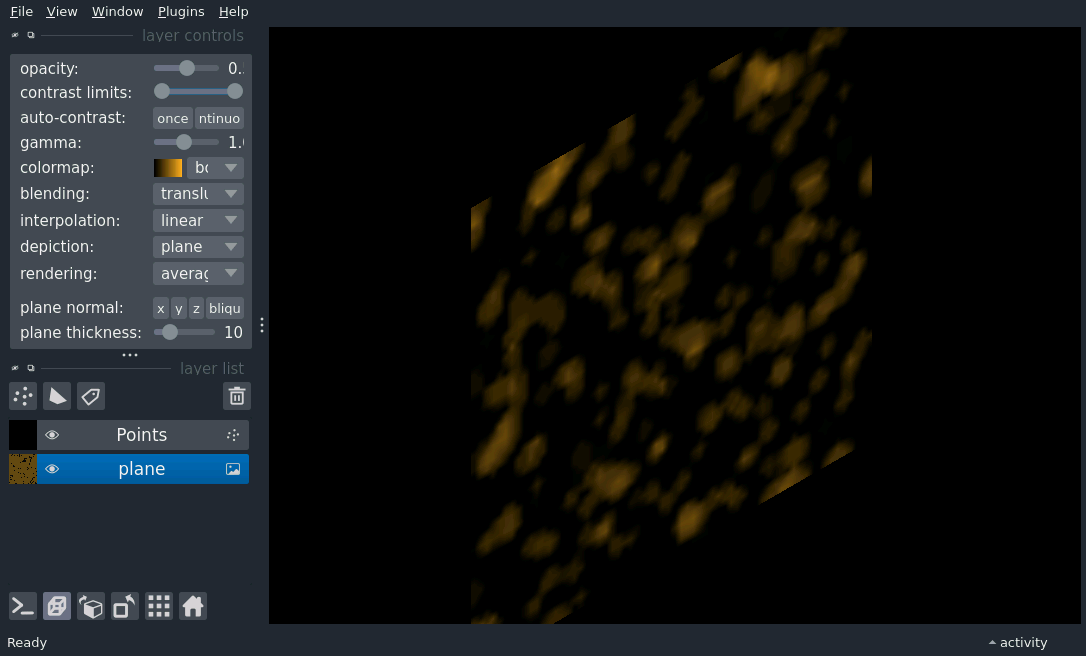 File View Window Plugins Help
layer controls
opacity: 0.
contrast limits:
auto-contrast: once ntinuo
gamma: 1.
colormap: bo
blending: translu
interpolation: linear
depiction: plane
rendering: averag
plane normal: x y z bliqu
plane thickness: 10
layer list
Points
plane
Ready
activity